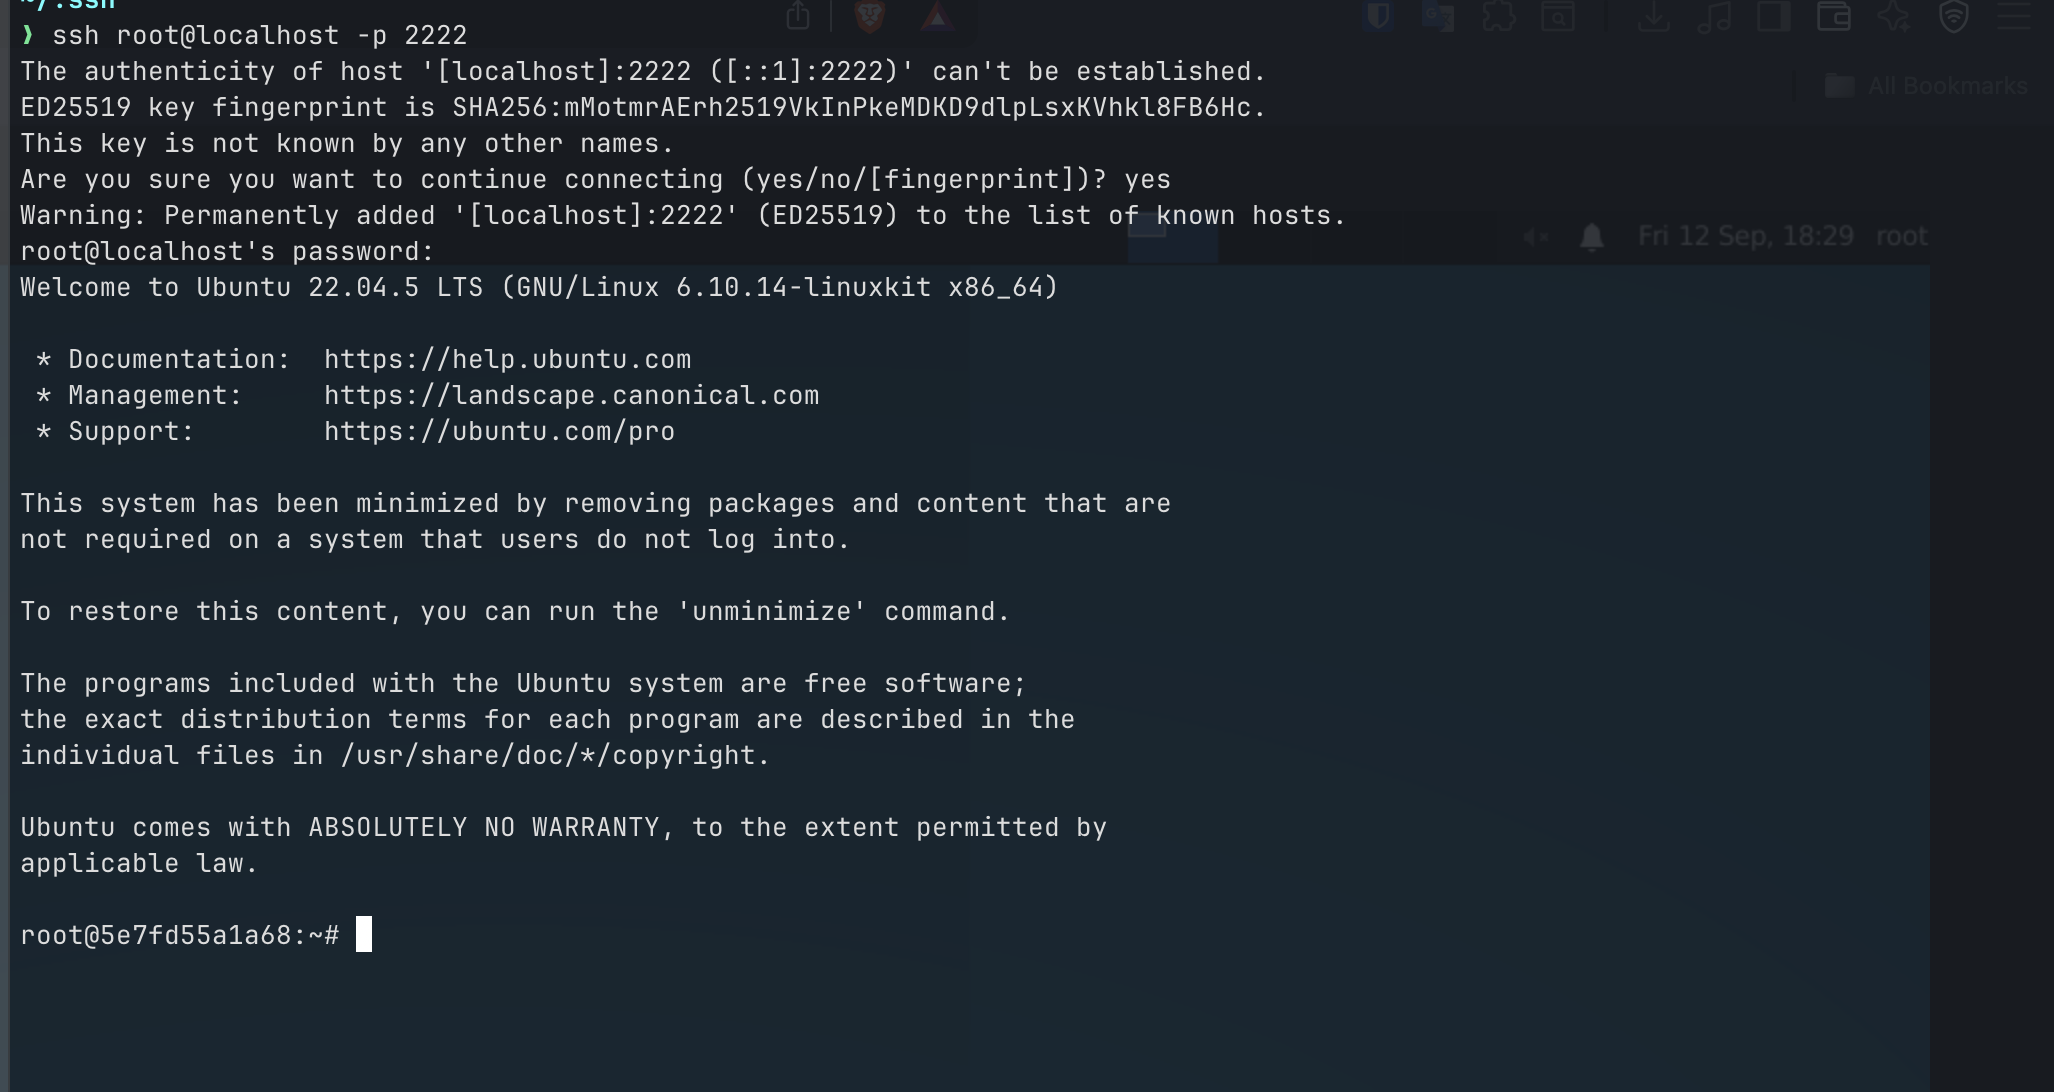 ~/.ssh
❯ ssh root@localhost -p 2222
The authenticity of host '[localhost]:2222 ([::1]:2222)' can't be established.
ED25519 key fingerprint is SHA256:mMotmrAErh2519VkInPkeMDKD9dlpLsxKVhkl8FB6Hc.
All Bookmarks
This key is not known by any other names.
Are you sure you want to continue connecting (yes/no/[fingerprint])? yes
Warning: Permanently added '[localhost]:2222' (ED25519) to the list of known hosts.
Fri 12 Sep, 18:29 root
root@localhost's password:
Welcome to Ubuntu 22.04.5 LTS (GNU/Linux 6.10.14-linuxkit x86_64)
* Documentation: https://help.ubuntu.com
* Management: https://landscape.canonical.com
* Support: https://ubuntu.com/pro
This system has been minimized by removing packages and content that are
not required on a system that users do not log into.
To restore this content, you can run the 'unminimize' command.
The programs included with the Ubuntu system are free software;
the exact distribution terms for each program are described in the
individual files in /usr/share/doc/*/copyright.
Ubuntu comes with ABSOLUTELY NO WARRANTY, to the extent permitted by
applicable law.
root@5e7fd55a1a68:~#